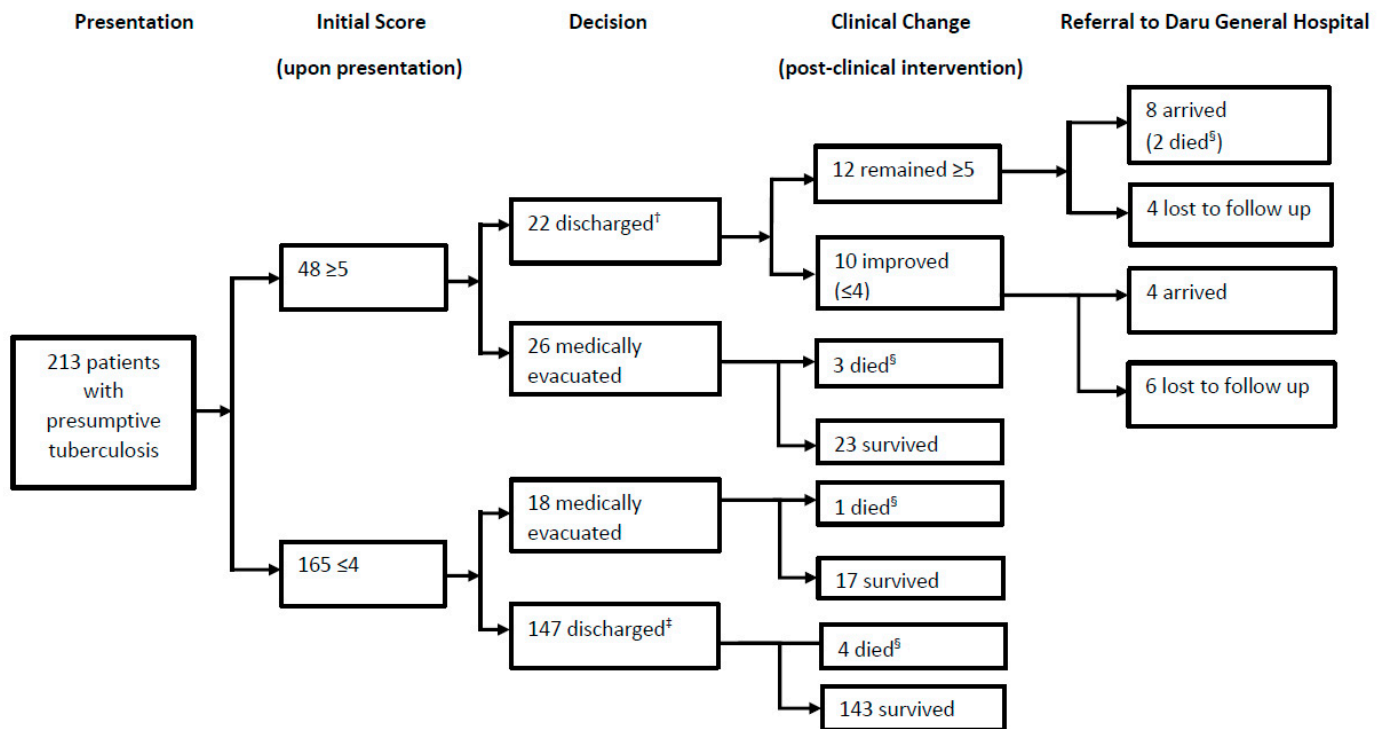 Presentation
Initial Score
(upon presentation)
Decision
Clinical Change
(post-clinical intervention)
Referral to Daru General Hospital
213 patients
with
presumptive
tuberculosis
48 ≥5
165 ≤4
22 discharged†
26 medically
evacuated
18 medically
evacuated
147 discharged‡
12 remained ≥5
10 improved
(≤4)
3 died§
23 survived
1 died§
17 survived
4 died§
143 survived
8 arrived
(2 died§)
4 lost to follow up
4 arrived
6 lost to follow up